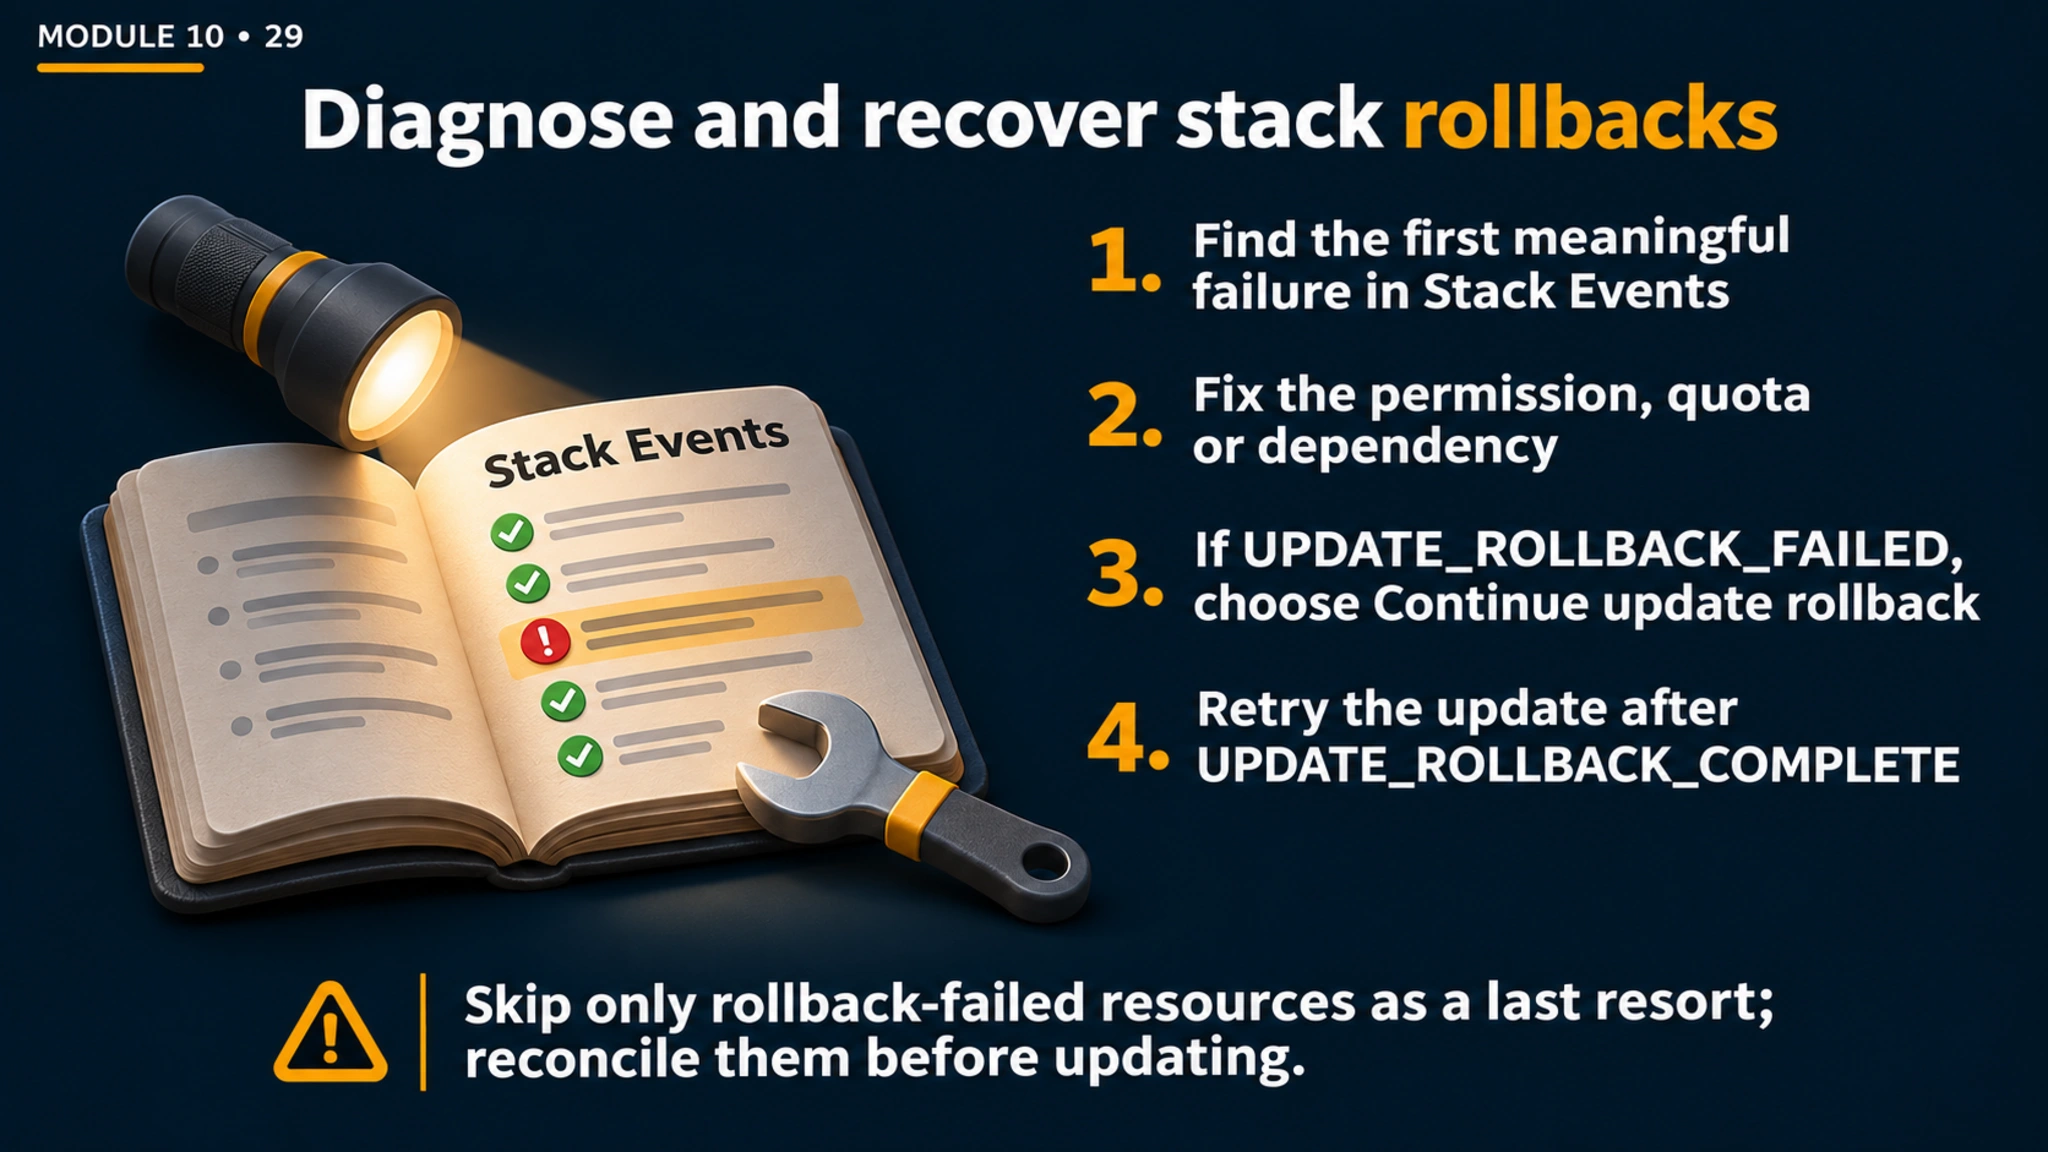 MODULE 10 • 29
Diagnose and recover stack rollbacks
Stack Events
1. Find the first meaningful
failure in Stack Events
2. Fix the permission, quota
or dependency
3. If UPDATE_ROLLBACK_FAILED,
choose Continue update rollback
4. Retry the update after
UPDATE_ROLLBACK_COMPLETE
Skip only rollback-failed resources as a last resort;
reconcile them before updating.